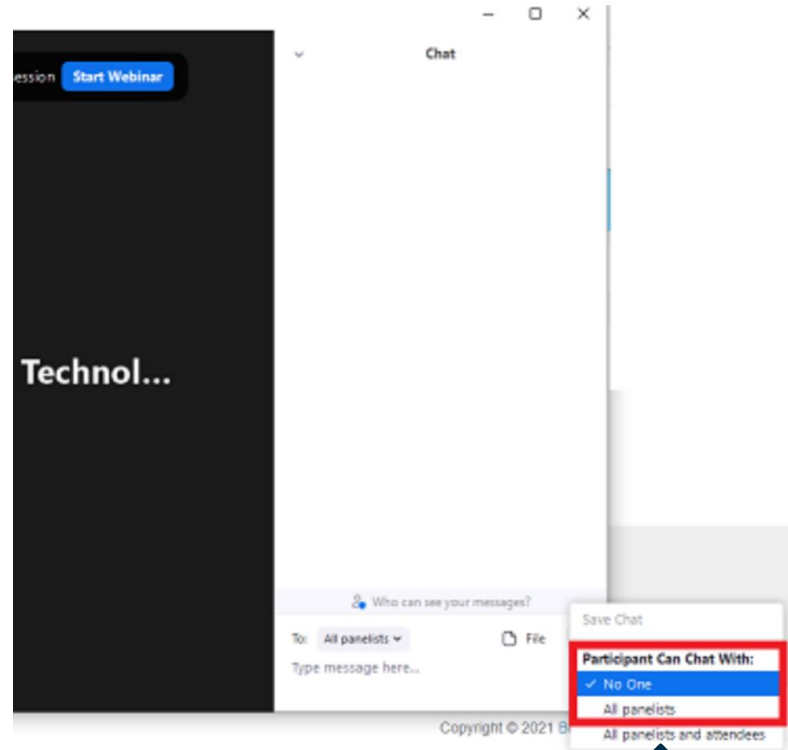 Chat
ession Start Webinar
Technol...
Who can see your messages?
To: All panelists File
Type message here...
Save Chat
Participant Can Chat With:
No One
All panelists
All panelists and attendees
Copyright © 2021 B